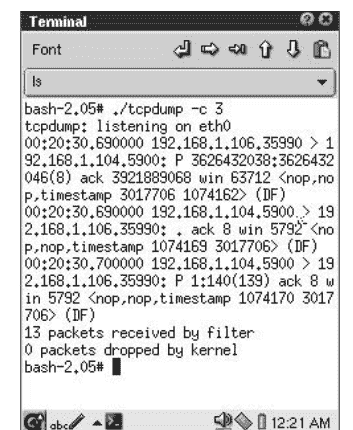 Terminal
Font
ls
bash-2.05# ./tcpdump -c 3
tcpdump: listening on eth0
00:20:30.690000 192.168.1.106.35990 > 1
92.168.1.104.5900: P 3626432038:3626432
046(8) ack 3921889068 win 63712 <nop,no
p,timestamp 3017706 1074162> (DF)
00:20:30.690000 192.168.1.104.5900 > 19
2.168.1.106.35990: . ack 8 win 5792 <no
p,nop,timestamp 1074169 3017706> (DF)
00:20:30.700000 192.168.1.104.5900 > 19
2.168.1.106.35990: P 1:140(139) ack 8 w
in 5792 <nop,nop,timestamp 1074170 3017
706> (DF)
13 packets received by filter
0 packets dropped by kernel
bash-2.05#
abc
12:21 AM